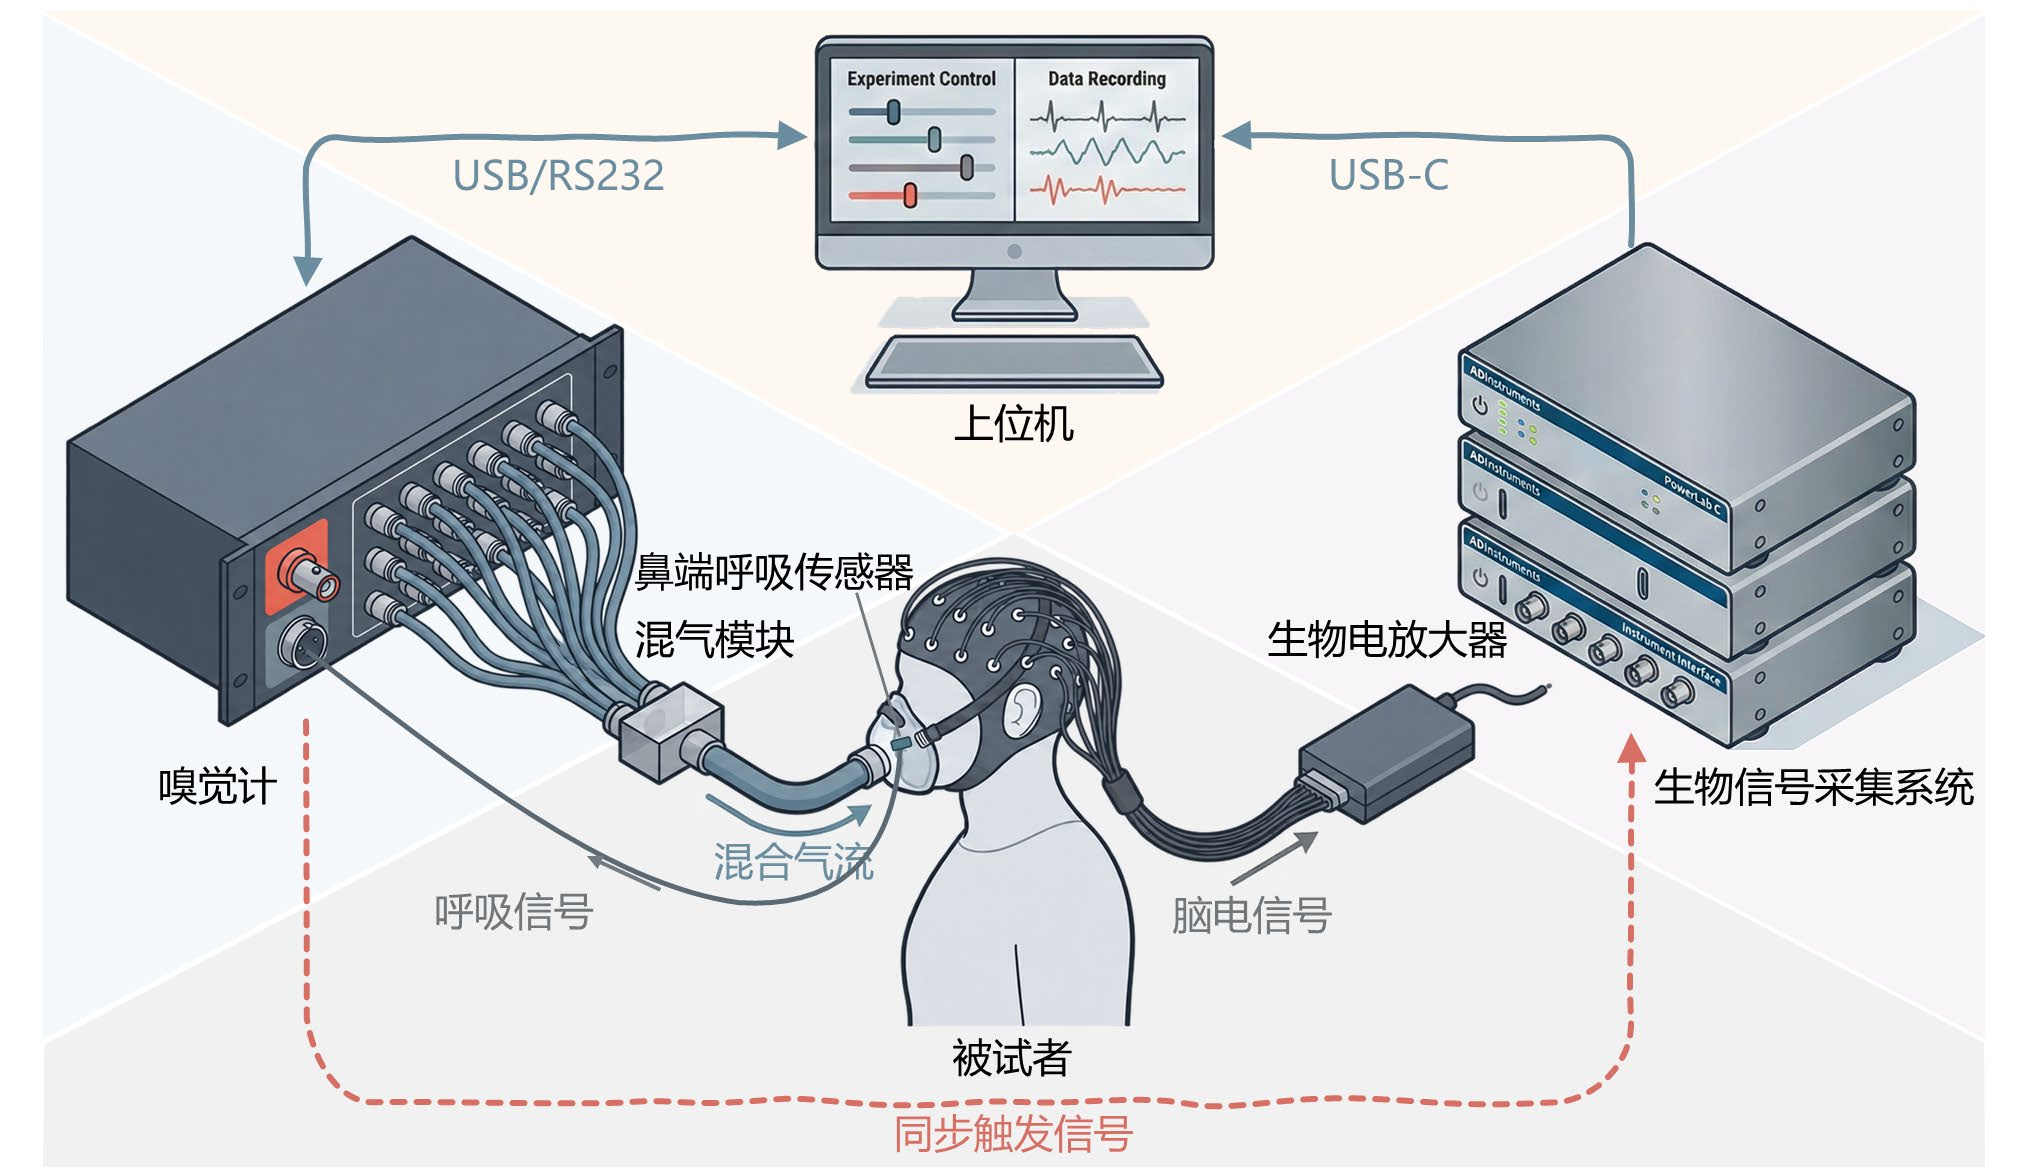 Experiment Control
Data Recording
USB/RS232
USB-C
上位机
ADInstruments
PowerLab C
ADInstruments
ADInstruments
Instrument Interface
鼻端呼吸传感器
混气模块
生物电放大器
嗅觉计
生物信号采集系统
混合气流
呼吸信号
脑电信号
被试者
同步触发信号